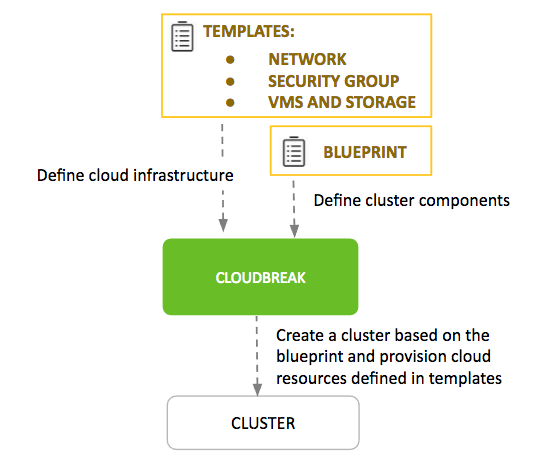 TEMPLATES:
● NETWORK
● SECURITY GROUP
● VMS AND STORAGE
BLUEPRINT
Define cloud infrastructure
Define cluster components
CLOUDBREAK
Create a cluster based on the
blueprint and provision cloud
resources defined in templates
CLUSTER